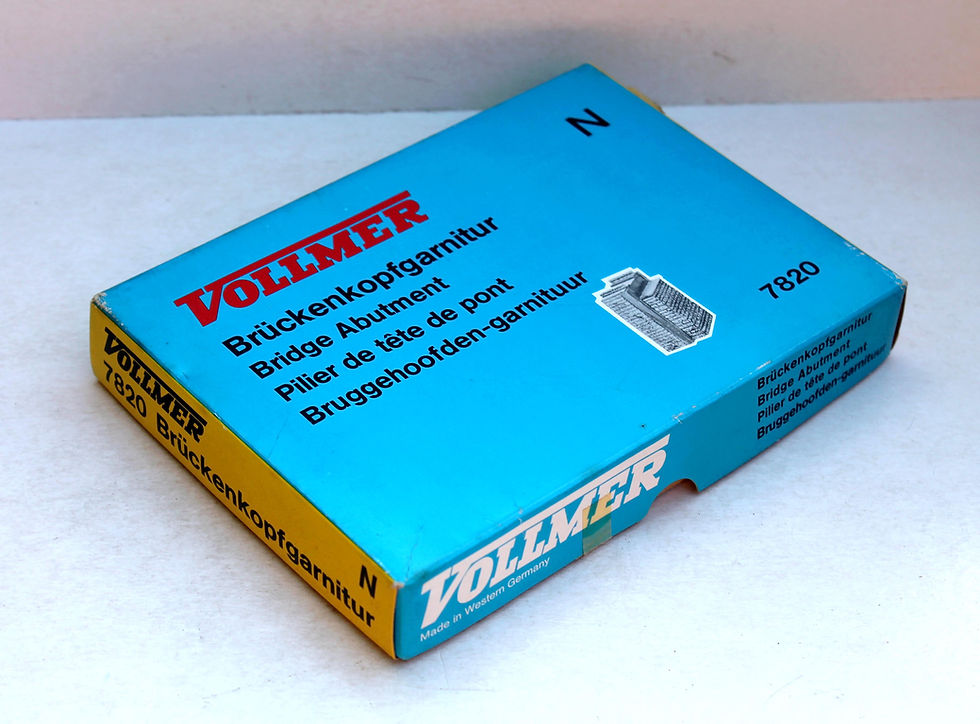 N
VOLLMER
Brückenkopfgarnitur
Bridge Abutment
Pilier de tête de pont
Bruggehoofden-garnituur
7820
VOLLMER
7820 Brückenkopfgarnitur
N
VOLLMER
Made in Western Germany
Brückenkopfgarnitur
Bridge Abutment
Pilier de tête de pont
Bruggehoofden-garnituur